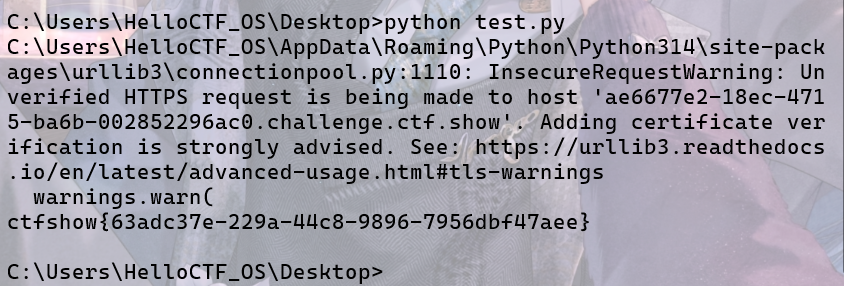 C:\Users\HelloCTF_OS\Desktop>python test.py
C:\Users\HelloCTF_OS\AppData\Roaming\Python\Python314\site-pack
ages\urllib3\connectionpool.py:1110: InsecureRequestWarning: Un
verified HTTPS request is being made to host 'ae6677e2-18ec-471
5-ba6b-002852296ac0.challenge.ctf.show'. Adding certificate ver
ification is strongly advised. See: https://urllib3.readthedocs
.io/en/latest/advanced-usage.html#tls-warnings
  warnings.warn(
ctfshow{63adc37e-229a-44c8-9896-7956dbf47aee}
C:\Users\HelloCTF_OS\Desktop>